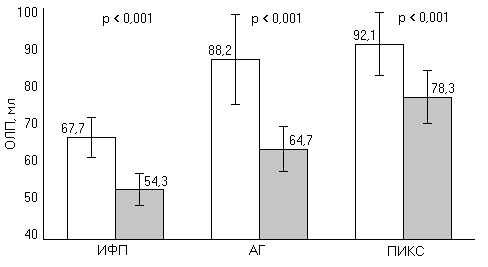 100
90
80
70
60
50
40
ОЛП, мл
p < 0,001
p < 0,001
p < 0,001
67,7
54,3
88,2
64,7
92,1
78,3
ИФП
АГ
ПИКС